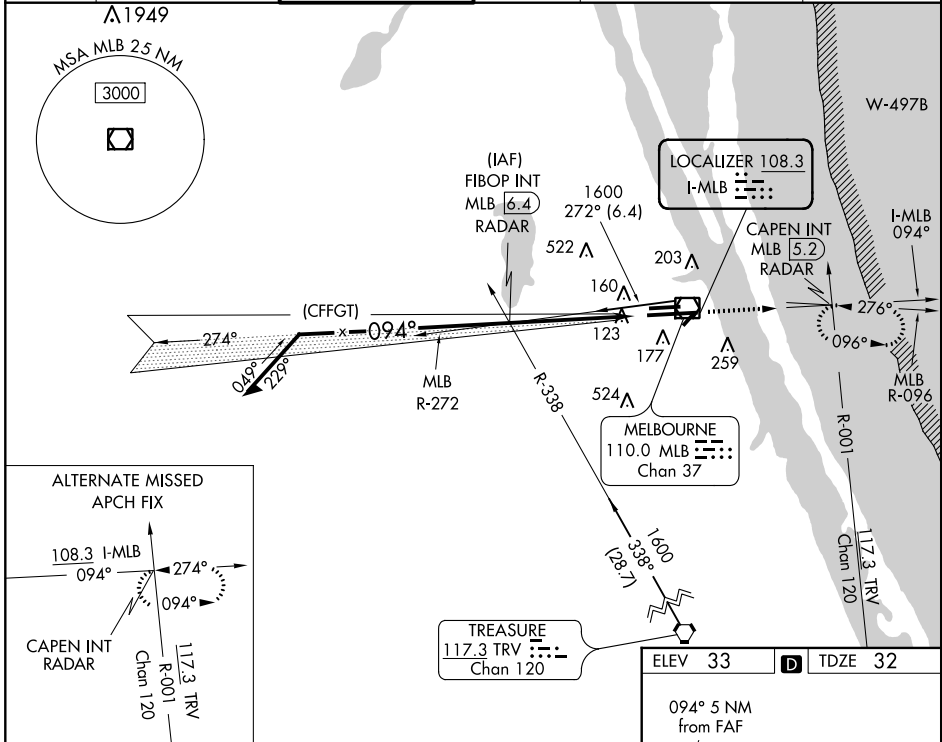 1949
MSA MLB 25 NM
3000
W-497B
LOCALIZER 108.3
I-MLB
(IAF)
FIBOP INT
MLB 6.4
RADAR
1600
272° (6.4)
CAPEN INT
MLB 5.2
RADAR
I-MLB
094°
522
203
160
(CFFGT)
274°
094°
123
276°
096°
049°
229°
177
259
MLB
R-272
MLB
R-096
R-338
524
R-001
MELBOURNE
110.0 MLB
Chan 37
ALTERNATE MISSED
APCH FIX
108.3 I-MLB
094°
274°
094°
1600
338°
(28.7)
117.3 TRV
Chan 120
CAPEN INT
RADAR
R-001
117.3 TRV
Chan 120
TREASURE
117.3 TRV
Chan 120
ELEV 33
D
TDZE 32
094° 5 NM
from FAF